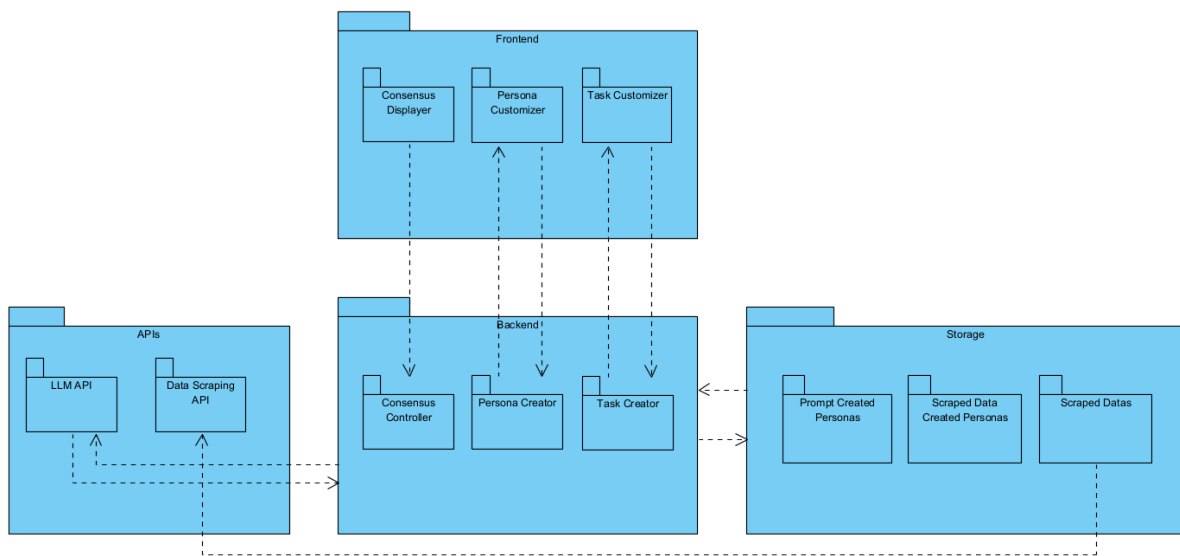 Frontend
Consensus
Displayer
Persona
Customizer
Task Customizer
APIs
LLM API
Data Scraping
API
Backend
Consensus
Controller
Persona Creator
Task Creator
Storage
Prompt Created
Personas
Scraped Data
Created Personas
Scraped Datas